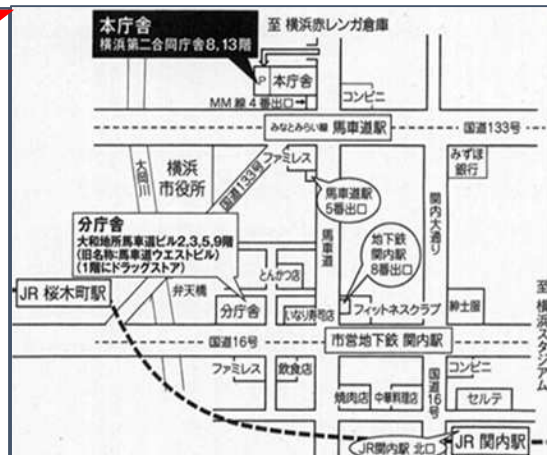 本庁舎
横浜第二合同庁舎8,13階
至 横浜赤レンガ倉庫
P 本庁舎
MM線4番出口→
コンビニ
みなとみらい線 馬車道駅
国道133号
ファミレス
みずほ
銀行
大岡川
横浜
市役所
国道133号
馬車道駅
5番出口
馬車道
関内大通り
分庁舎
大和地所馬車道ビル2,3,5,9階
(旧名称:馬車道ウエストビル)
(1階にドラッグストア)
地下鉄
関内駅
8番出口
とんかつ店
JR 桜木町駅
弁天橋
分庁舎
いなり寿司店
フィットネスクラブ
紳士服
至 横浜スタジアム
国道16号
市営地下鉄 関内駅
ファミレス
飲食店
コンビニ
焼肉店
中華料理店
国道16号
セルテ
JR関内駅 北口
JR 関内駅